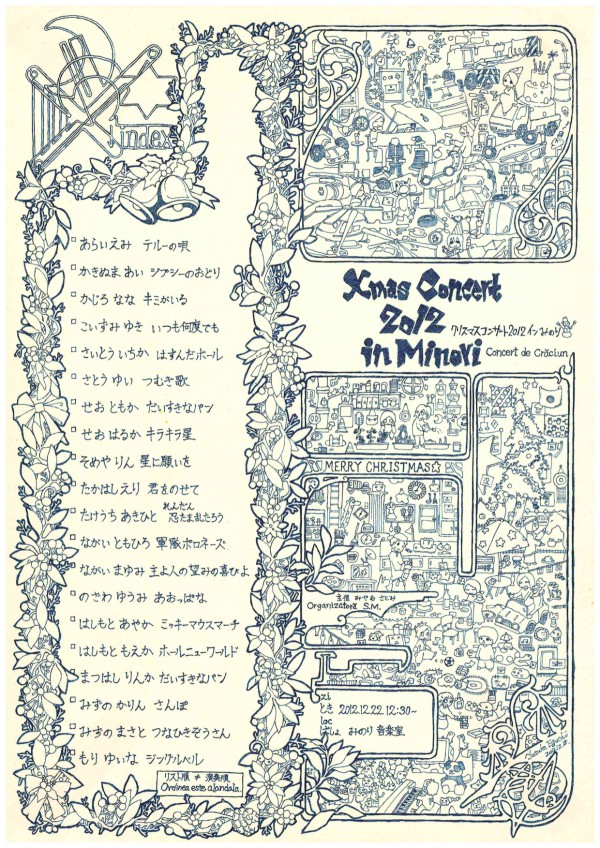 index
あらいえみ テルーの唄
かきぬま あい ジプシーのおどり
かじろ なな キミがいる
こいずみ ゆき いつも何度でも
さいとう いちか はずんだボール
さとう ゆい つむぎ歌
せお ともか だいすきなパン
せお はるか キラキラ星
そめや りん 星に願いを
たかはし えり 君をのせて
れんだん
たけうち あきひと 忍たま乱たろう
ながい ともひろ 軍隊ポロネーズ
ながい まゆみ 主よ人の望みの喜びよ
のさわ ゆうみ あおっぱな
はしもと あやか ミッキーマウスマーチ
はしもと もえか ホールニューワールド
まつはし りんか だいすきなパン
みずの かりん さんぽ
みずの まさと つなひきぞうさん
もり ゆいな ジングルベル
リスト順 ≠ 演奏順
Ordinea este alandala.
Xmas Concert
2012
クリスマスコンサート2012 イン みのり
in Minori
Concert de Crăciun
MERRY CHRISTMAS☆
主催 みせお さとみ
Organizatoră S.M.
zi
とき 2012.12.22 12:30~
loc
ばしょ みのり 音楽室